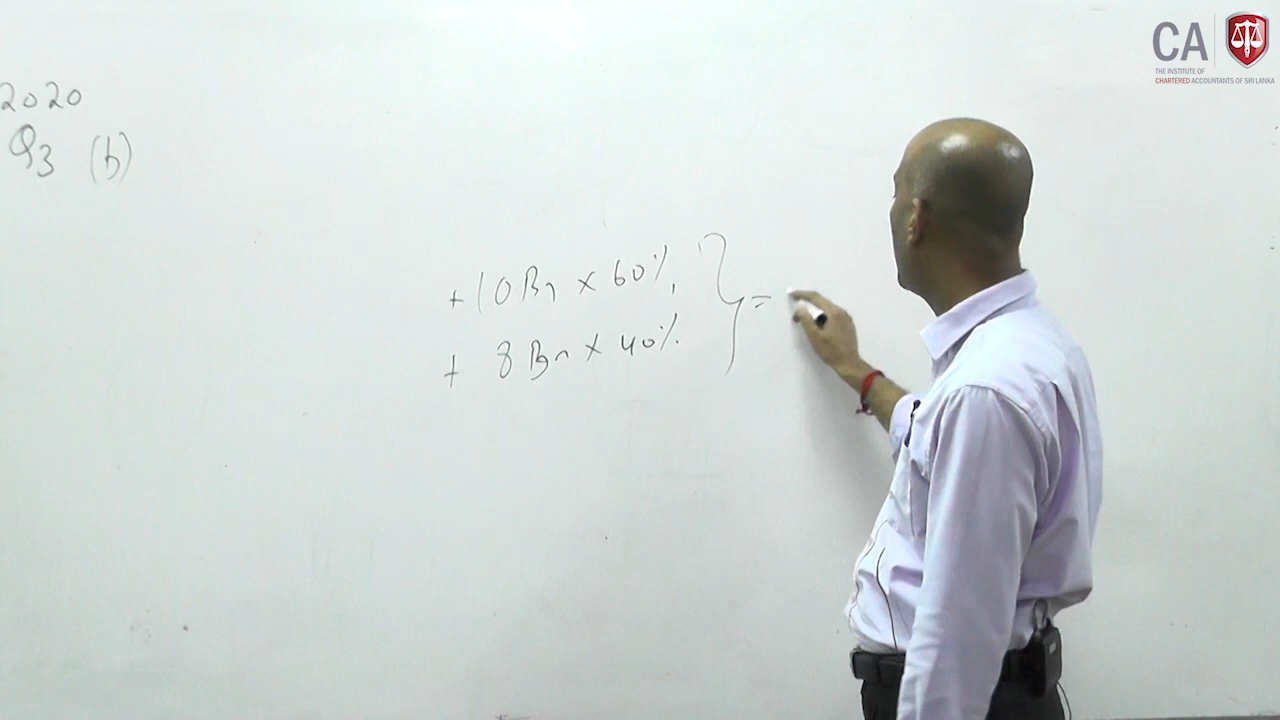 CA
THE INSTITUTE OF
CHARTERED ACCOUNTANTS OF SRI LANKA
2020
Q3 (b)
+ 10 Bn × 60%
+ 8 Bn × 40%
=